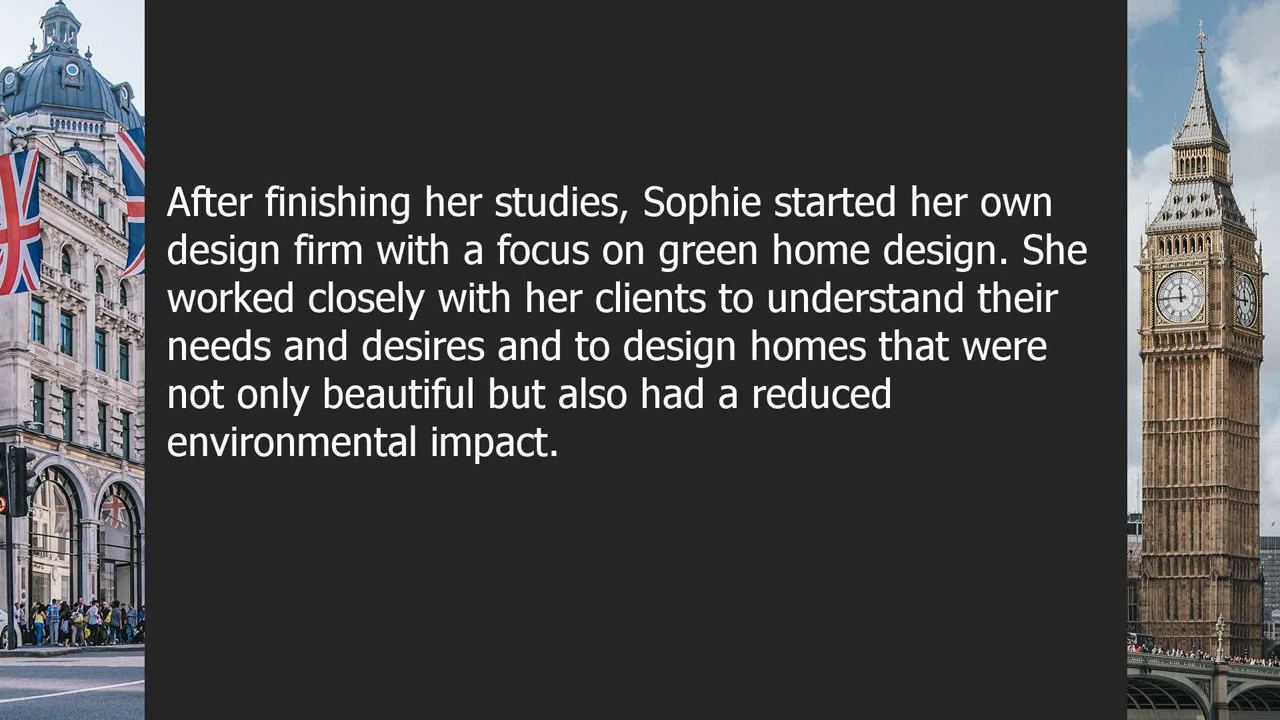 After finishing her studies, Sophie started her own
design firm with a focus on green home design. She
worked closely with her clients to understand their
needs and desires and to design homes that were
not only beautiful but also had a reduced
environmental impact.